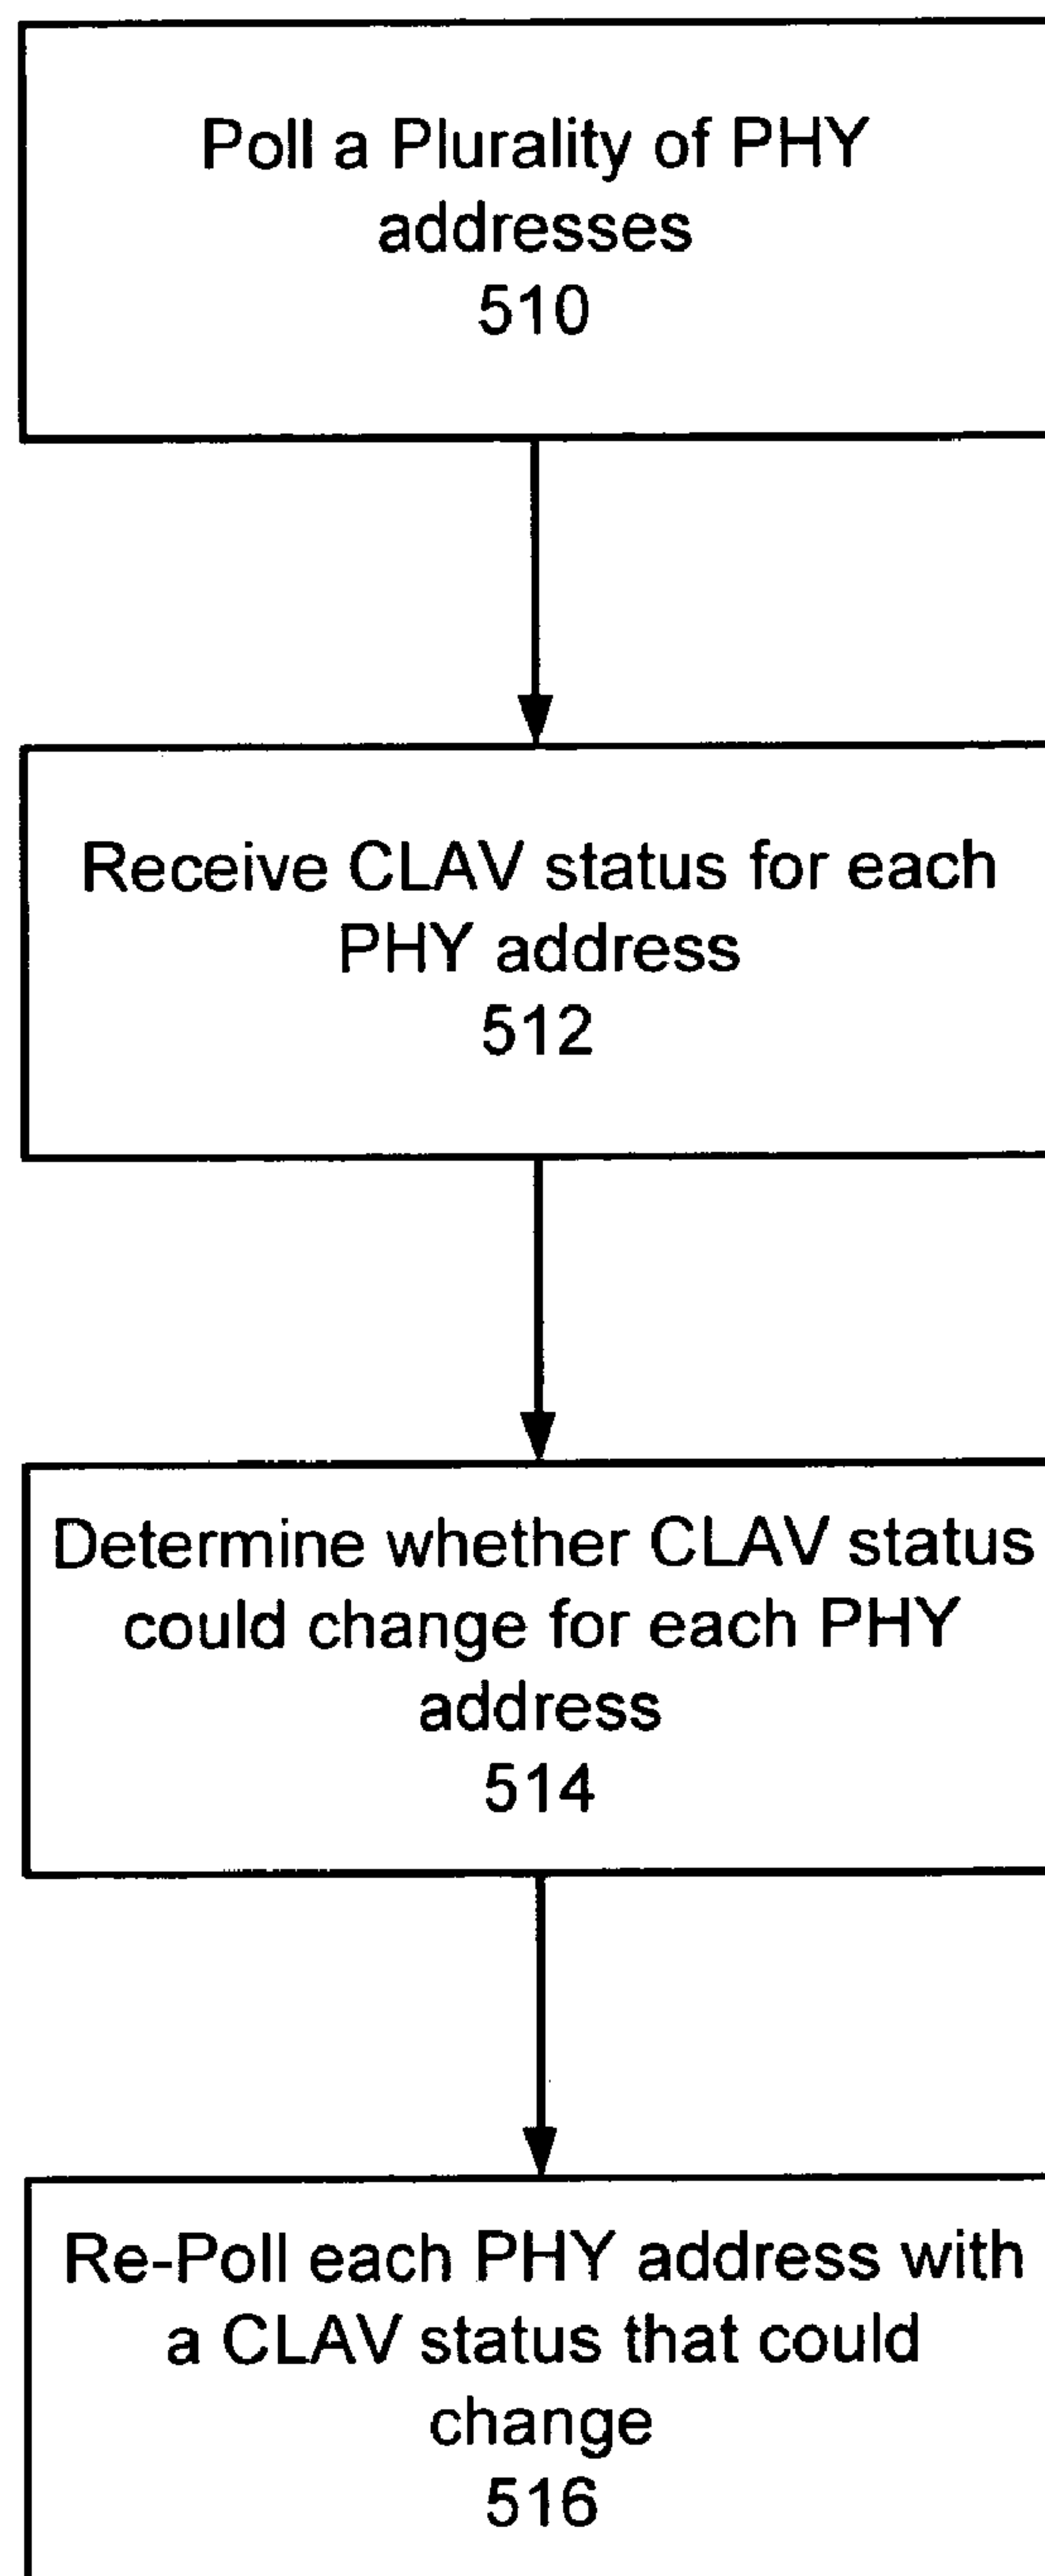 Poll a Plurality of PHY
addresses
510
Receive CLAV status for each
PHY address
512
Determine whether CLAV status
could change for each PHY
address
514
Re-Poll each PHY address with
a CLAV status that could
change
516